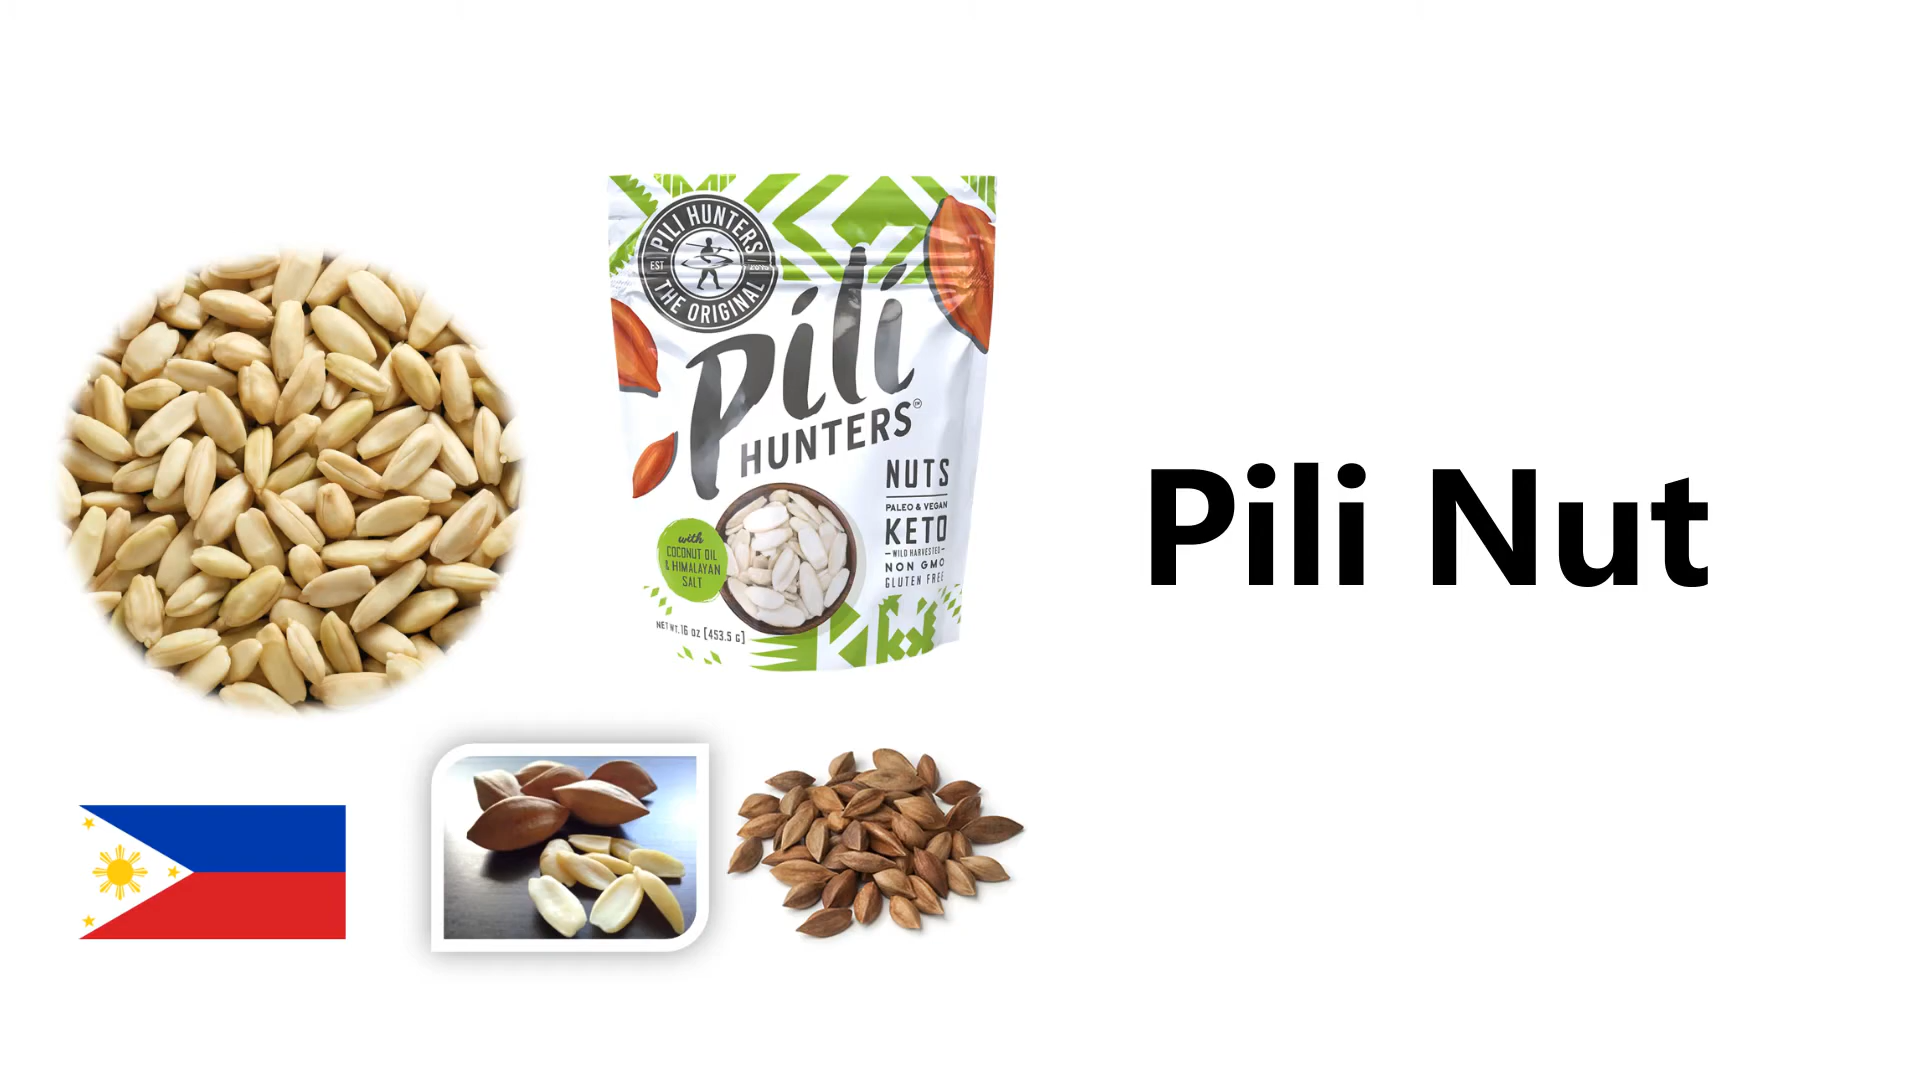 PILI HUNTERS
EST
THE ORIGINAL
Pili
HUNTERS
NUTS
PALEO & VEGAN
KETO
WILD HARVESTED
NON GMO
GLUTEN FREE
with
COCONUT OIL
& HIMALAYAN
SALT
NET WT. 16 oz [453.5 G]
Pili Nut